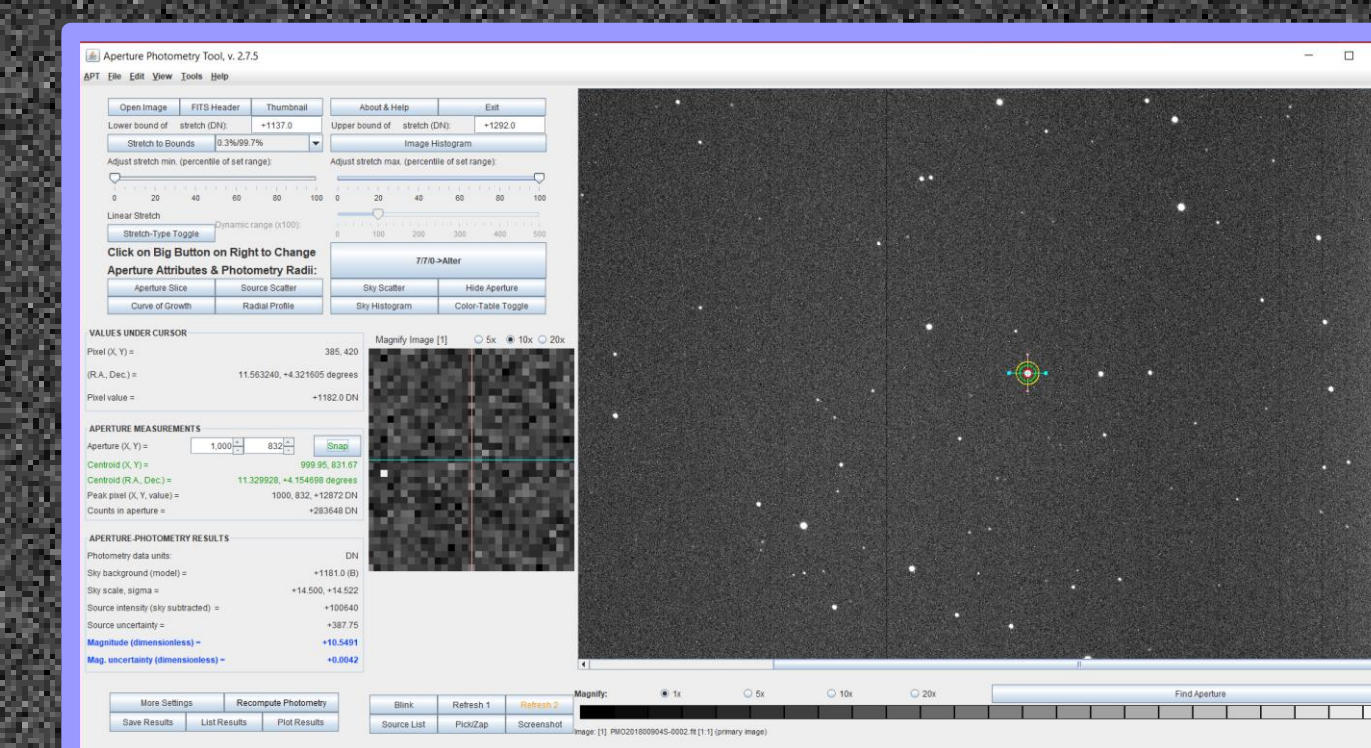 Aperture Photometry Tool, v. 2.7.5
APT File Edit View Tools Help
Open Image FITS Header Thumbnail About & Help Exit
Lower bound of stretch (DN): +1137.0 Upper bound of stretch (DN): +1292.0
Stretch to Bounds 0.3%/99.7% Image Histogram
Adjust stretch min. (percentile of set range): Adjust stretch max. (percentile of set range):
0 20 40 60 80 100 0 20 40 60 80 100
Linear Stretch
Stretch-Type Toggle Dynamic range (x100): 0 100 200 300 400 500
Click on Big Button on Right to Change
Aperture Attributes & Photometry Radii:
7/7/0->Alter
Aperture Slice Source Scatter Sky Scatter Hide Aperture
Curve of Growth Radial Profile Sky Histogram Color-Table Toggle
VALUES UNDER CURSOR
Pixel (X, Y) = 385, 420
(R.A., Dec.) = 11.563240, +4.321605 degrees
Pixel value = +1182.0 DN
Magnify Image [1] 5x 10x 20x
APERTURE MEASUREMENTS
Aperture (X, Y) = 1,000 832 Snap
Centroid (X, Y) = 999.95, 831.67
Centroid (R.A., Dec.) = 11.329928, +4.154698 degrees
Peak pixel (X, Y, value) = 1000, 832, +12872 DN
Counts in aperture = +283648 DN
APERTURE-PHOTOMETRY RESULTS
Photometry data units: DN
Sky background (model) = +1181.0 (B)
Sky scale, sigma = +14.500, +14.522
Source intensity (sky subtracted) = +100640
Source uncertainty = +387.75
Magnitude (dimensionless) = +10.5491
Mag. uncertainty (dimensionless) = +0.0042
More Settings Recompute Photometry
Save Results List Results Plot Results
Blink Refresh 1 Refresh 2
Source List Pick/Zap Screenshot
Magnify: 1x 5x 10x 20x Find Aperture
Image: [1] PMO201800904S-0002.fit [1:1] (primary image)